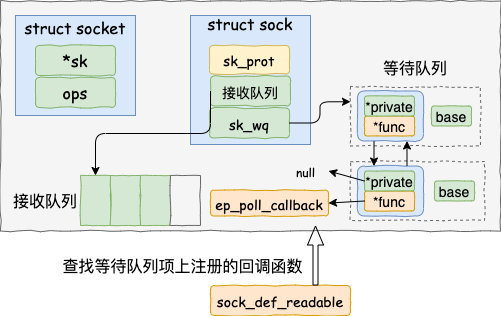 struct socket
*sk
ops
struct sock
sk_prot
接收队列
sk_wq
等待队列
*private
*func
base
*private
*func
base
null
ep_poll_callback
接收队列
查找等待队列项上注册的回调函数
sock_def_readable